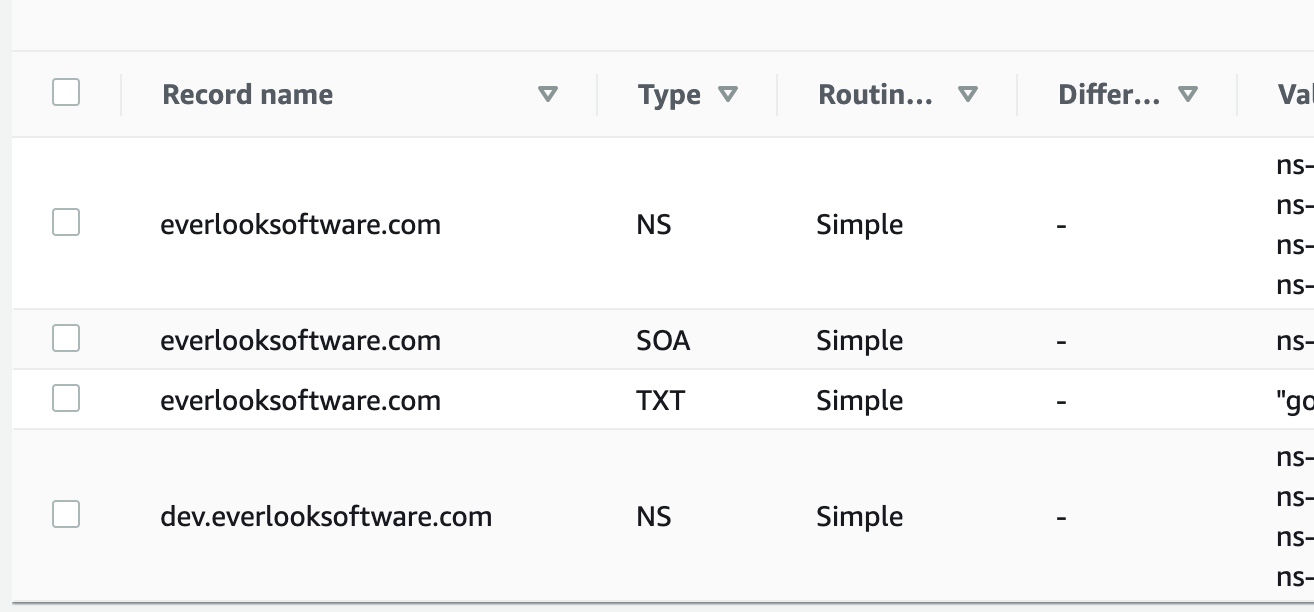 Record name Type Routin... Differ... Val
ns-
ns-
everlooksoftware.com NS Simple -
ns-
ns-
everlooksoftware.com SOA Simple - ns-
everlooksoftware.com TXT Simple - "go
ns-
ns-
dev.everlooksoftware.com NS Simple -
ns-
ns-